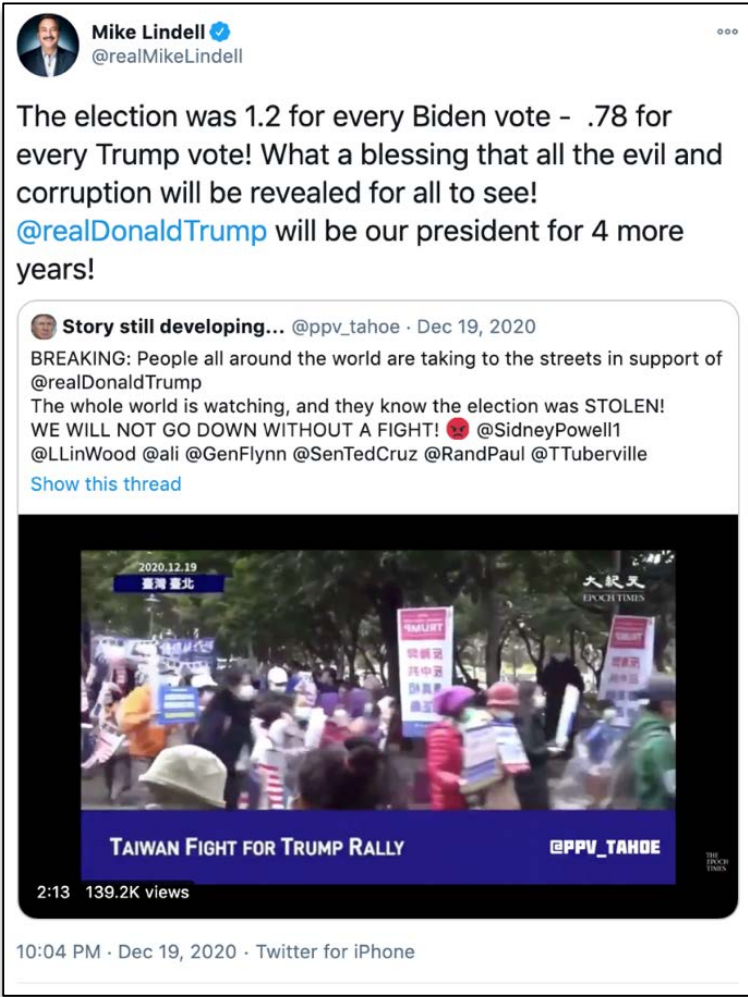 Mike Lindell
@realMikeLindell
The election was 1.2 for every Biden vote - .78 for
every Trump vote! What a blessing that all the evil and
corruption will be revealed for all to see!
@realDonaldTrump will be our president for 4 more
years!
Story still developing... @ppv_tahoe · Dec 19, 2020
BREAKING: People all around the world are taking to the streets in support of
@realDonaldTrump
The whole world is watching, and they know the election was STOLEN!
WE WILL NOT GO DOWN WITHOUT A FIGHT! 😡 @SidneyPowell1
@LLinWood @ali @GenFlynn @SenTedCruz @RandPaul @TTuberville
Show this thread
2020.12.19
臺灣 臺北
大紀元
EPOCH TIMES
TRUMP
TAIWAN FIGHT FOR TRUMP RALLY
@PPV_TAHOE
THE
EPOCH
TIMES
2:13 139.2K views
10:04 PM · Dec 19, 2020 · Twitter for iPhone